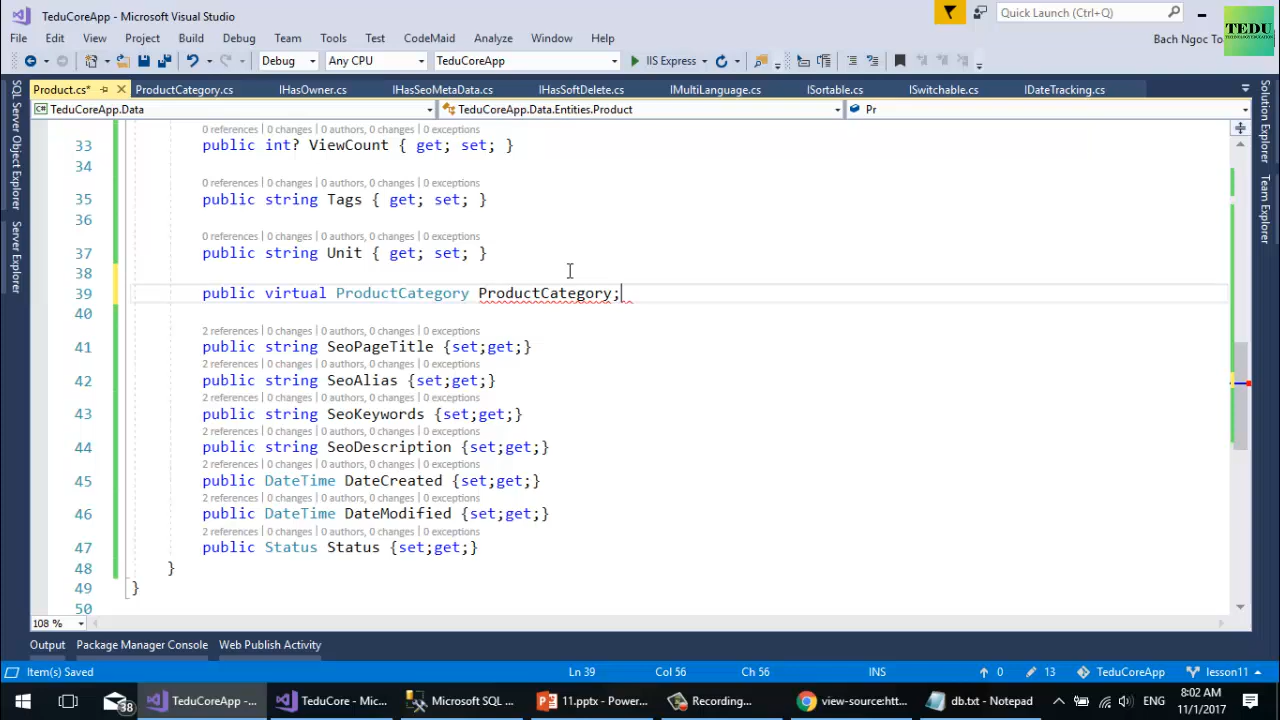 TeduCoreApp - Microsoft Visual Studio
Quick Launch (Ctrl+Q)
TEDU
File Edit View Project Build Debug Team Tools Test CodeMaid Analyze Window Help
Bach Ngoc To
Debug Any CPU TeduCoreApp IIS Express
Product.cs* ProductCategory.cs IHasOwner.cs IHasSeoMetaData.cs IHasSoftDelete.cs IMultiLanguage.cs ISortable.cs ISwitchable.cs IDateTracking.cs
TeduCoreApp.Data TeduCoreApp.Data.Entities.Product Pr
SQL Server Object Explorer
Server Explorer
Solution Explorer
Team Explorer
0 references | 0 changes | 0 authors, 0 changes | 0 exceptions
33 public int? ViewCount { get; set; }
34
0 references | 0 changes | 0 authors, 0 changes | 0 exceptions
35 public string Tags { get; set; }
36
0 references | 0 changes | 0 authors, 0 changes | 0 exceptions
37 public string Unit { get; set; }
38
39 public virtual ProductCategory ProductCategory;
40
2 references | 0 changes | 0 authors, 0 changes | 0 exceptions
41 public string SeoPageTitle {set;get;}
2 references | 0 changes | 0 authors, 0 changes | 0 exceptions
42 public string SeoAlias {set;get;}
2 references | 0 changes | 0 authors, 0 changes | 0 exceptions
43 public string SeoKeywords {set;get;}
2 references | 0 changes | 0 authors, 0 changes | 0 exceptions
44 public string SeoDescription {set;get;}
2 references | 0 changes | 0 authors, 0 changes | 0 exceptions
45 public DateTime DateCreated {set;get;}
2 references | 0 changes | 0 authors, 0 changes | 0 exceptions
46 public DateTime DateModified {set;get;}
2 references | 0 changes | 0 authors, 0 changes | 0 exceptions
47 public Status Status {set;get;}
48 }
49 }
50
108 %
Output Package Manager Console Web Publish Activity
Item(s) Saved Ln 39 Col 56 Ch 56 INS 0 13 TeduCoreApp lesson11
38 TeduCoreApp -... TeduCore - Mic... Microsoft SQL ... 11.pptx - Power... Recording... view-source:htt... db.txt - Notepad ENG 8:02 AM
11/1/2017